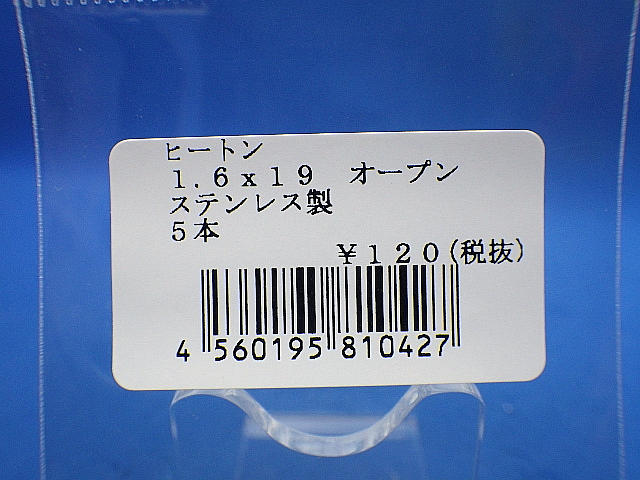 ヒートン
１.６ｘ１９　オープン
ステンレス製
５本
￥１２０(税抜)
4 560195 810427